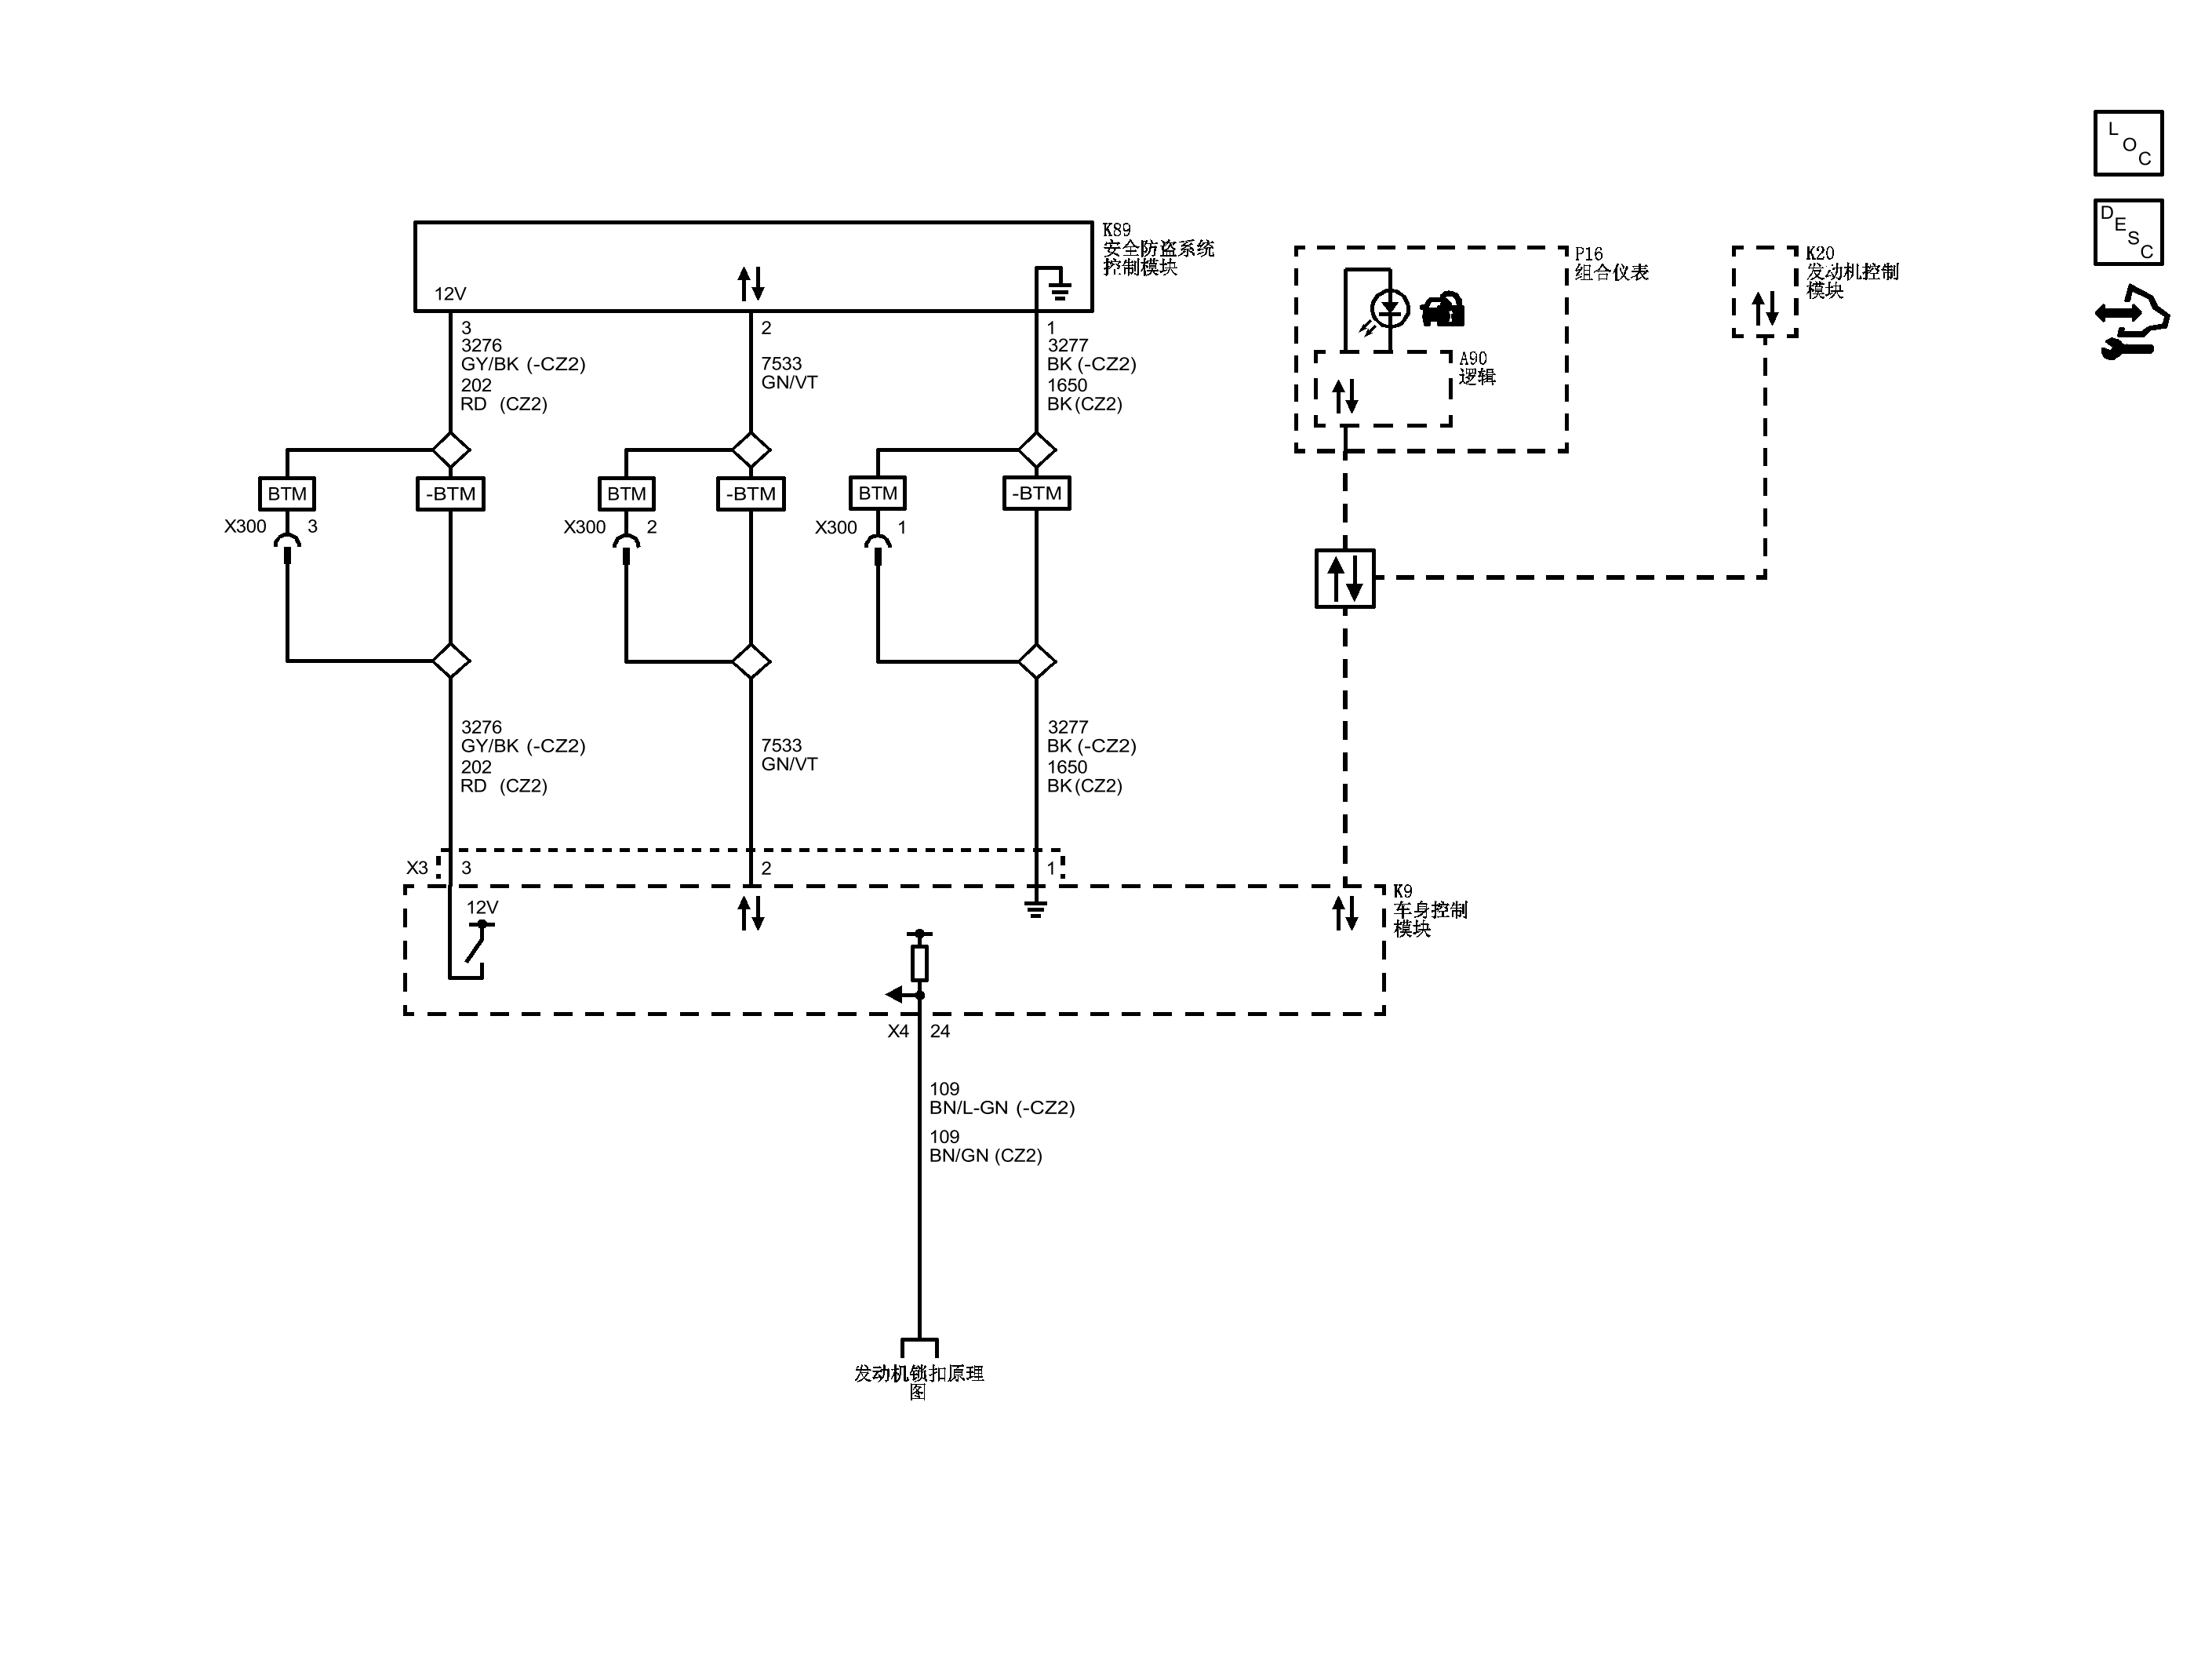 L
O
C
D
E
S
C
K89
安全防盗系统
控制模块
P16
组合仪表
K20
发动机控制
模块
12V
3
3276
GY/BK (-CZ2)
202
RD (CZ2)
2
7533
GN/VT
1
3277
BK (-CZ2)
1650
BK (CZ2)
A90
逻辑
BTM
-BTM
BTM
-BTM
BTM
-BTM
X300 3
X300 2
X300 1
3276
GY/BK (-CZ2)
202
RD (CZ2)
7533
GN/VT
3277
BK (-CZ2)
1650
BK (CZ2)
X3 3
2
1
12V
K9
车身控制
模块
X4 24
109
BN/L-GN (-CZ2)
109
BN/GN (CZ2)
发动机锁扣原理
图